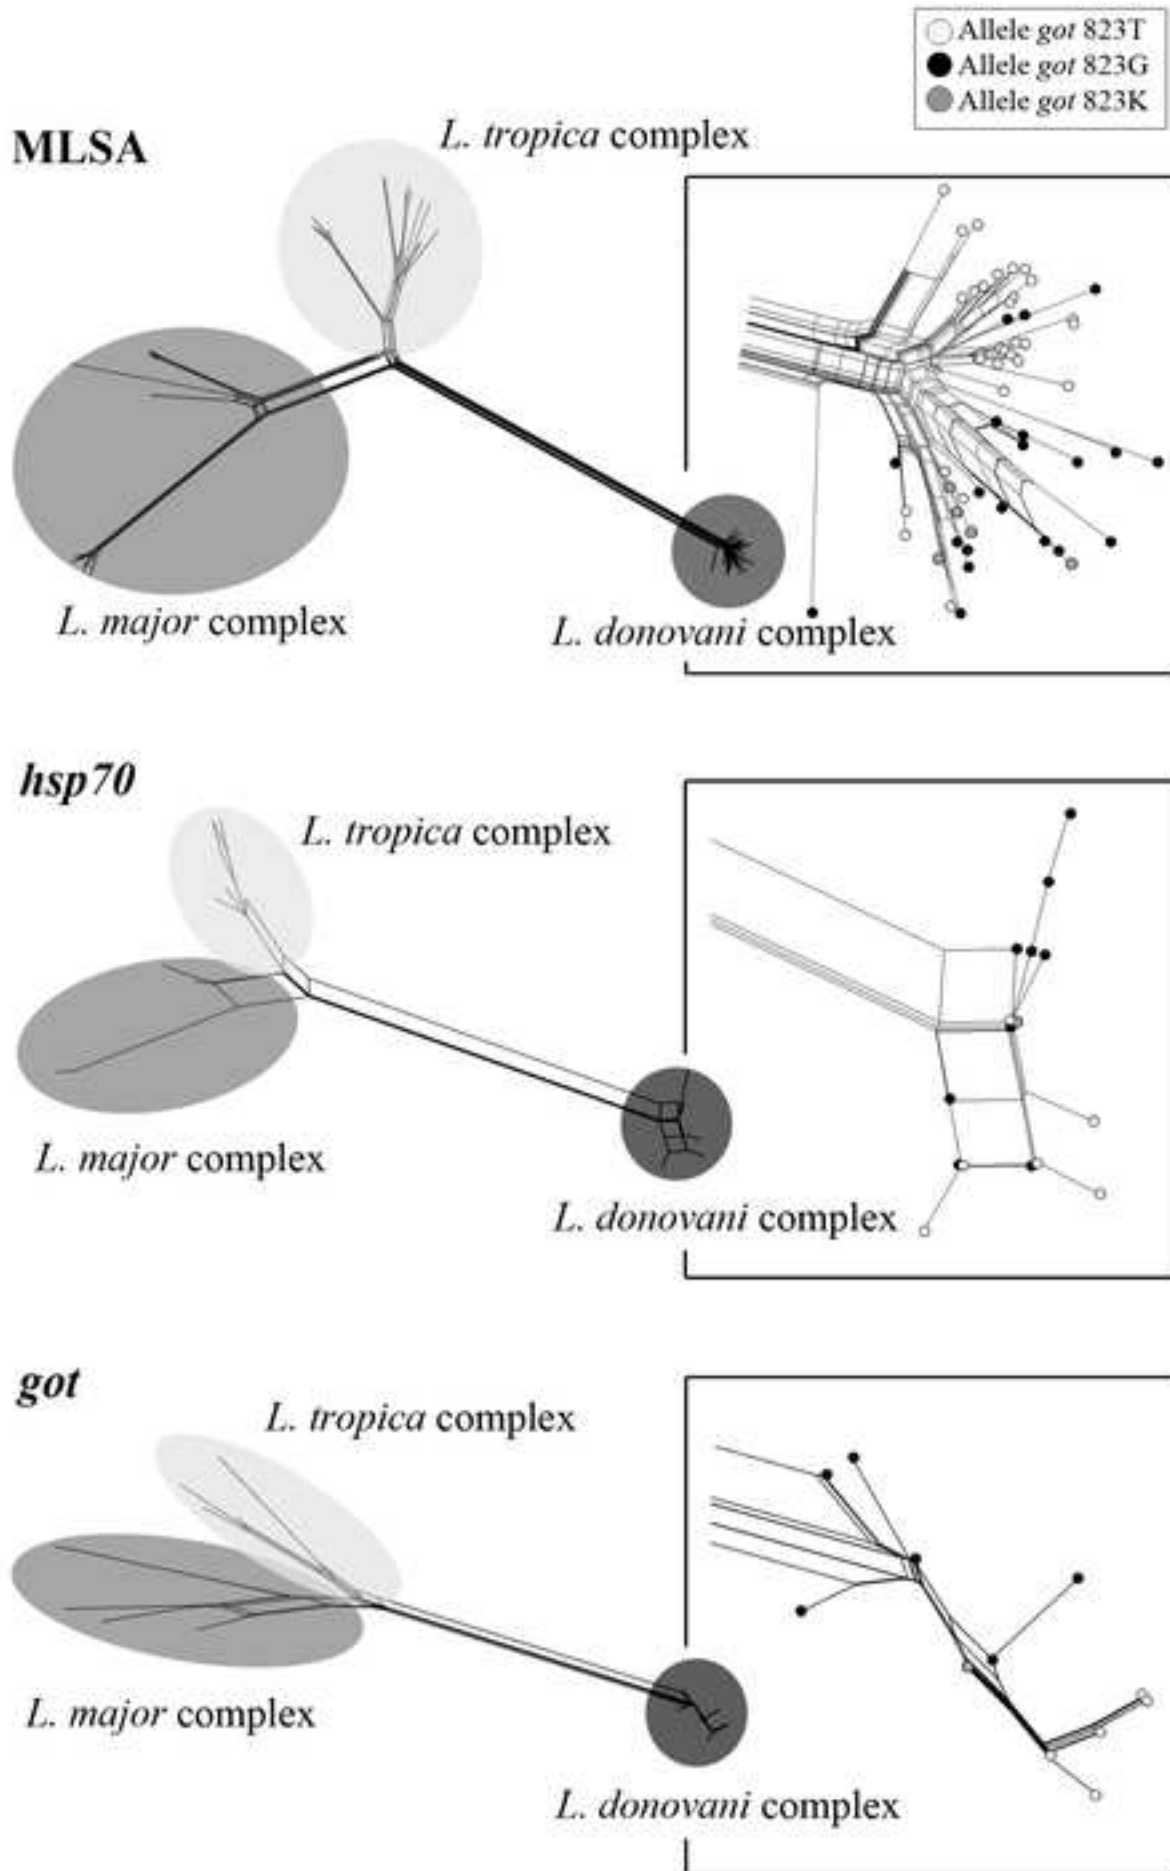 Allele got 823T
Allele got 823G
Allele got 823K
MLSA
L. tropica complex
L. major complex
L. donovani complex
hsp70
L. tropica complex
L. major complex
L. donovani complex
got
L. tropica complex
L. major complex
L. donovani complex